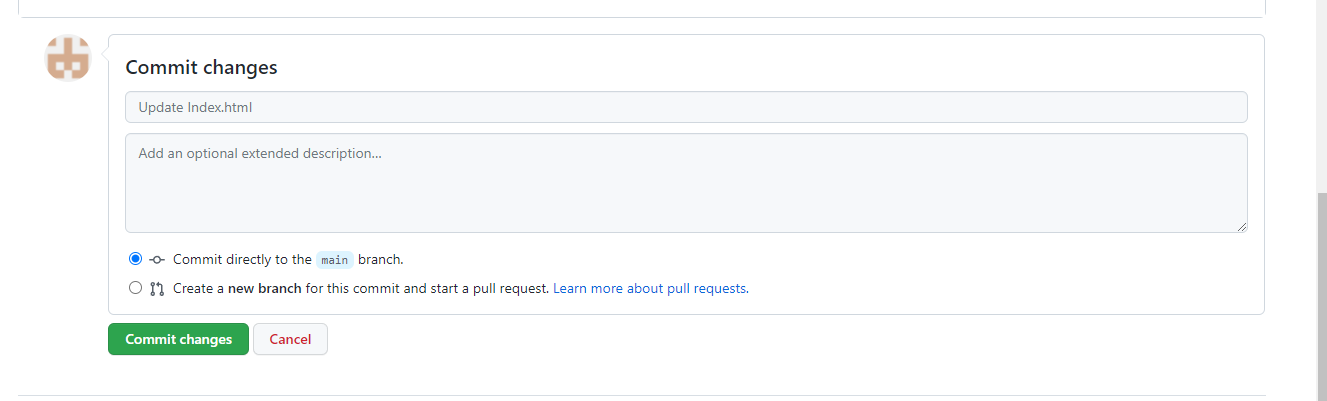 Commit changes
Update Index.html
Add an optional extended description...
Commit directly to the main branch.
Create a new branch for this commit and start a pull request. Learn more about pull requests.
Commit changes Cancel